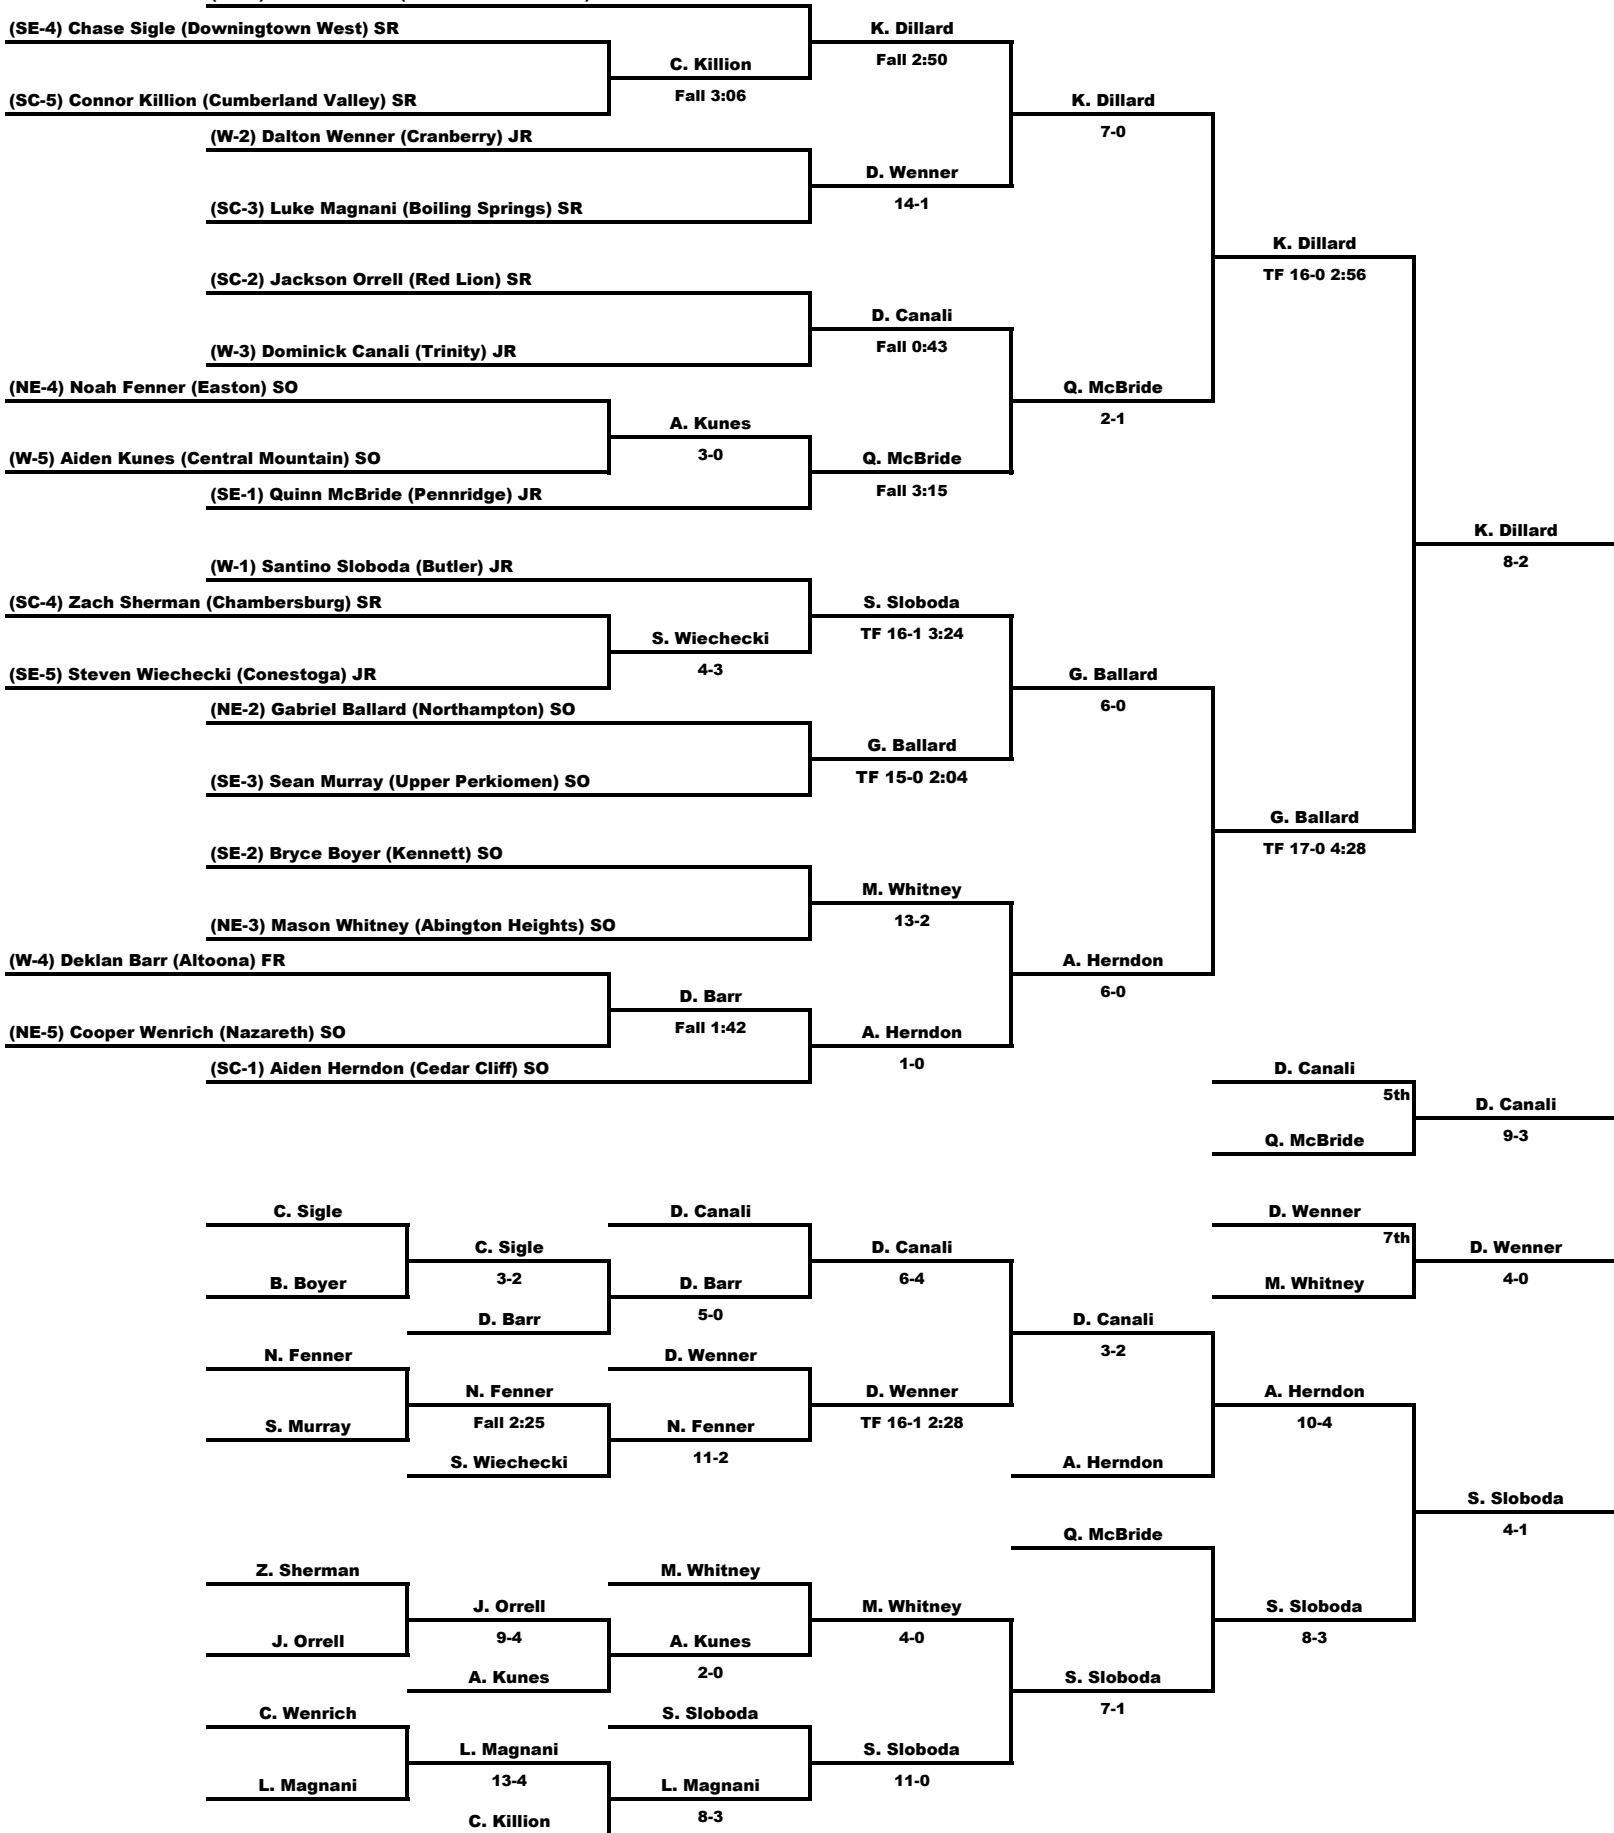 (SE-4) Chase Sigle (Downingtown West) SR
K. Dillard
Fall 2:50
C. Killion
Fall 3:06
(SC-5) Connor Killion (Cumberland Valley) SR
K. Dillard
7-0
(W-2) Dalton Wenner (Cranberry) JR
D. Wenner
14-1
(SC-3) Luke Magnani (Boiling Springs) SR
K. Dillard
TF 16-0 2:56
(SC-2) Jackson Orrell (Red Lion) SR
D. Canali
Fall 0:43
(W-3) Dominick Canali (Trinity) JR
(NE-4) Noah Fenner (Easton) SO
Q. McBride
2-1
A. Kunes
3-0
(W-5) Aiden Kunes (Central Mountain) SO
Q. McBride
Fall 3:15
(SE-1) Quinn McBride (Pennridge) JR
K. Dillard
8-2
(W-1) Santino Sloboda (Butler) JR
(SC-4) Zach Sherman (Chambersburg) SR
S. Sloboda
TF 16-1 3:24
S. Wiechecki
4-3
(SE-5) Steven Wiechecki (Conestoga) JR
G. Ballard
6-0
(NE-2) Gabriel Ballard (Northampton) SO
G. Ballard
TF 15-0 2:04
(SE-3) Sean Murray (Upper Perkiomen) SO
G. Ballard
TF 17-0 4:28
(SE-2) Bryce Boyer (Kennett) SO
M. Whitney
13-2
(NE-3) Mason Whitney (Abington Heights) SO
(W-4) Deklan Barr (Altoona) FR
A. Herndon
6-0
D. Barr
Fall 1:42
(NE-5) Cooper Wenrich (Nazareth) SO
A. Herndon
1-0
(SC-1) Aiden Herndon (Cedar Cliff) SO
D. Canali
5th
D. Canali
9-3
Q. McBride
C. Sigle
D. Canali
D. Wenner
7th
C. Sigle
3-2
D. Canali
6-4
D. Wenner
4-0
B. Boyer
D. Barr
5-0
M. Whitney
D. Barr
D. Canali
3-2
N. Fenner
D. Wenner
N. Fenner
Fall 2:25
D. Wenner
TF 16-1 2:28
A. Herndon
10-4
S. Murray
N. Fenner
11-2
S. Wiechecki
A. Herndon
S. Sloboda
4-1
Q. McBride
Z. Sherman
M. Whitney
J. Orrell
9-4
M. Whitney
4-0
S. Sloboda
8-3
J. Orrell
A. Kunes
2-0
A. Kunes
S. Sloboda
7-1
C. Wenrich
S. Sloboda
L. Magnani
13-4
S. Sloboda
11-0
L. Magnani
L. Magnani
8-3
C. Killion